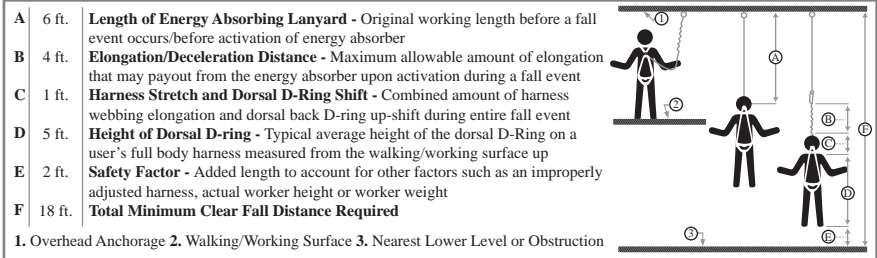 A 6 ft. Length of Energy Absorbing Lanyard - Original working length before a fall
event occurs/before activation of energy absorber
B 4 ft. Elongation/Deceleration Distance - Maximum allowable amount of elongation
that may payout from the energy absorber upon activation during a fall event
C 1 ft. Harness Stretch and Dorsal D-Ring Shift - Combined amount of harness
webbing elongation and dorsal back D-ring up-shift during entire fall event
D 5 ft. Height of Dorsal D-ring - Typical average height of the dorsal D-Ring on a
user's full body harness measured from the walking/working surface up
E 2 ft. Safety Factor - Added length to account for other factors such as an improperly
adjusted harness, actual worker height or worker weight
F 18 ft. Total Minimum Clear Fall Distance Required
1. Overhead Anchorage 2. Walking/Working Surface 3. Nearest Lower Level or Obstruction
1
A
2
B
F
C
D
3
E